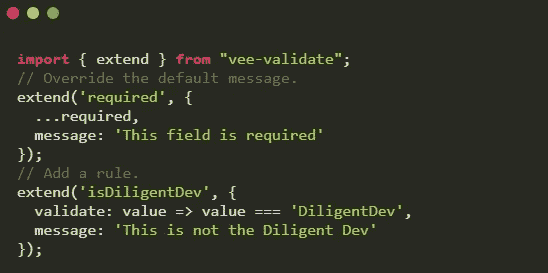 import { extend } from "vee-validate";
// Override the default message.
extend('required', {
  ...required,
  message: 'This field is required'
});
// Add a rule.
extend('isDiligentDev', {
  validate: value => value === 'DiligentDev',
  message: 'This is not the Diligent Dev'
});